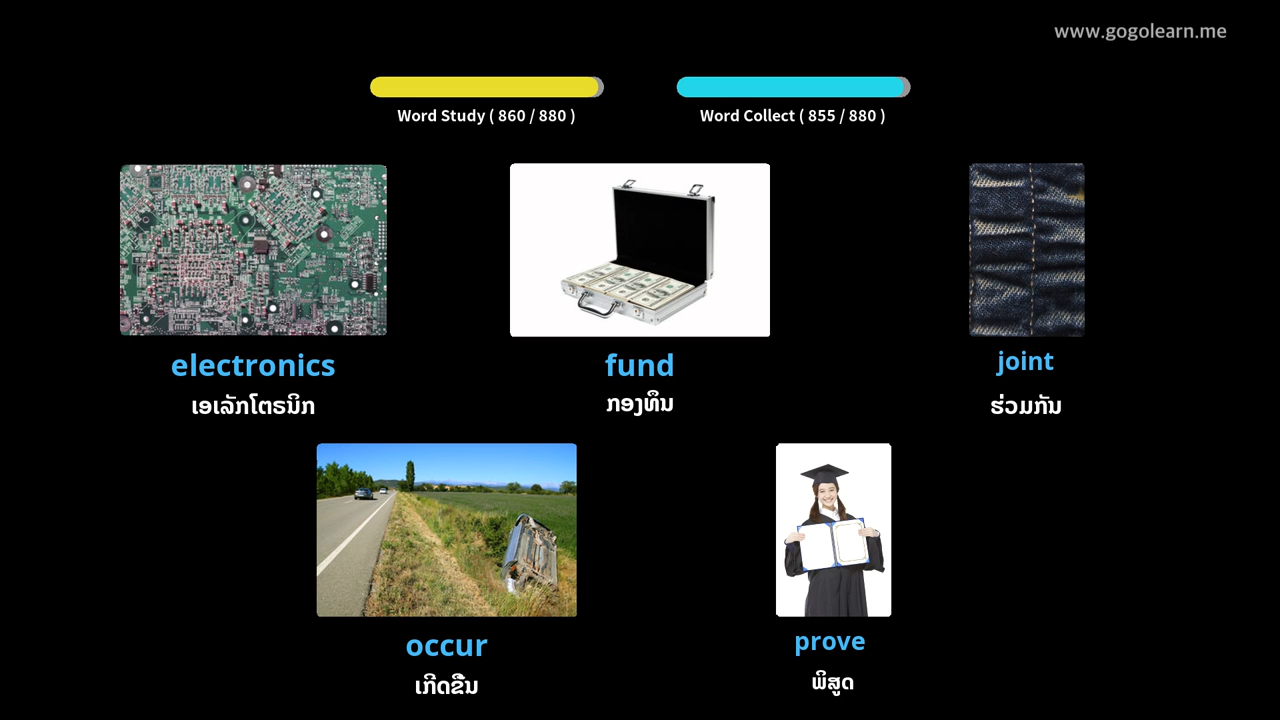 www.gogolearn.me
Word Study ( 860 / 880 )
Word Collect ( 855 / 880 )
electronics
ເອເລັກໂຕຣນິກ
fund
ກອງທຶນ
joint
ຮ່ວມກັນ
occur
ເກີດຂື້ນ
prove
ພິສູດ